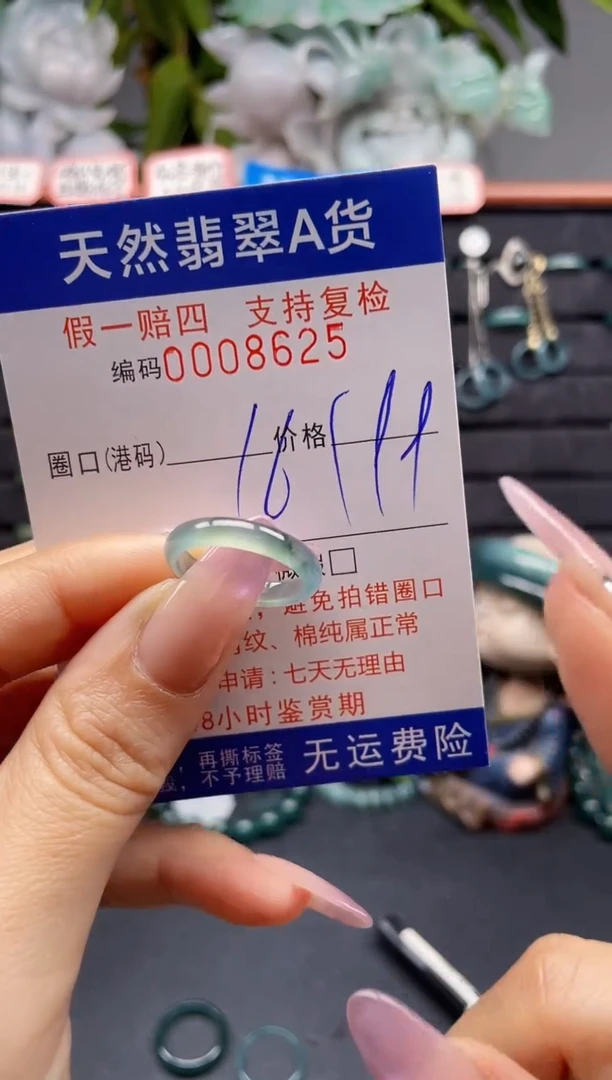 天然翡翠A货
假一赔四 支持复检
编码0008625
圈口(港码) 16 价格
避免拍错圈口
纹、棉纯属正常
申请:七天无理由
8小时鉴赏期
再撕标签
不予理赔
无运费险